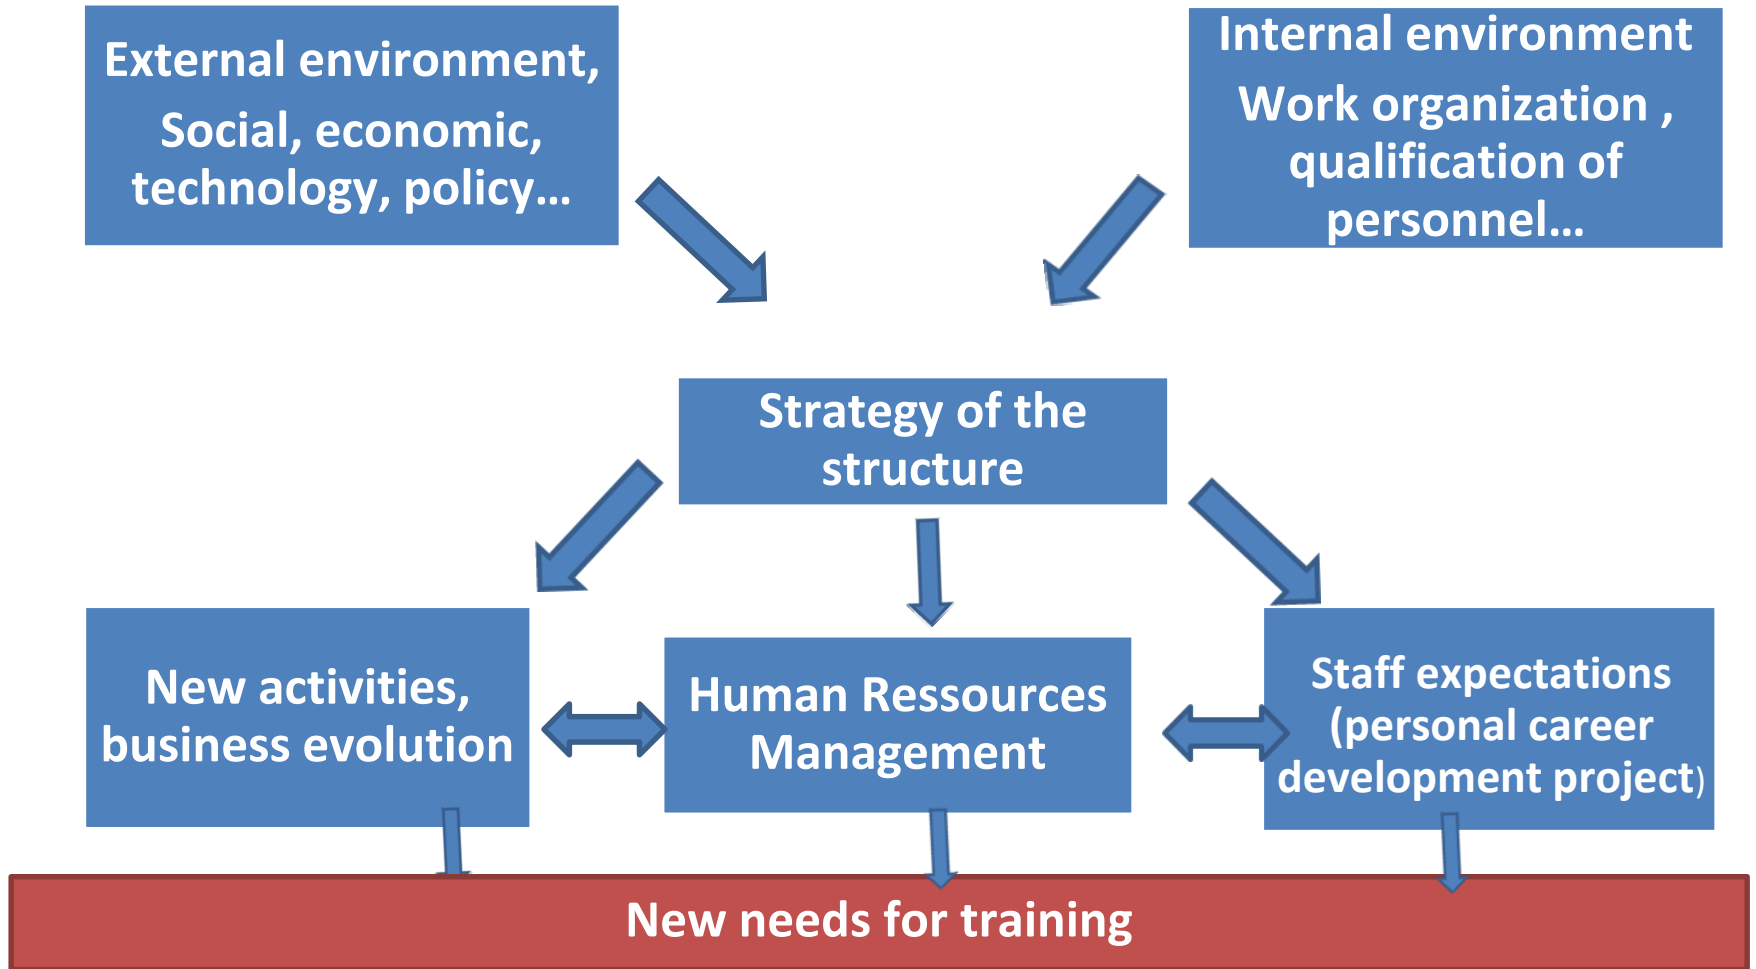 External environment,
Social, economic,
technology, policy...
Internal environment
Work organization ,
qualification of
personnel...
Strategy of the
structure
New activities,
business evolution
Human Ressources
Management
Staff expectations
(personal career
development project)
New needs for training